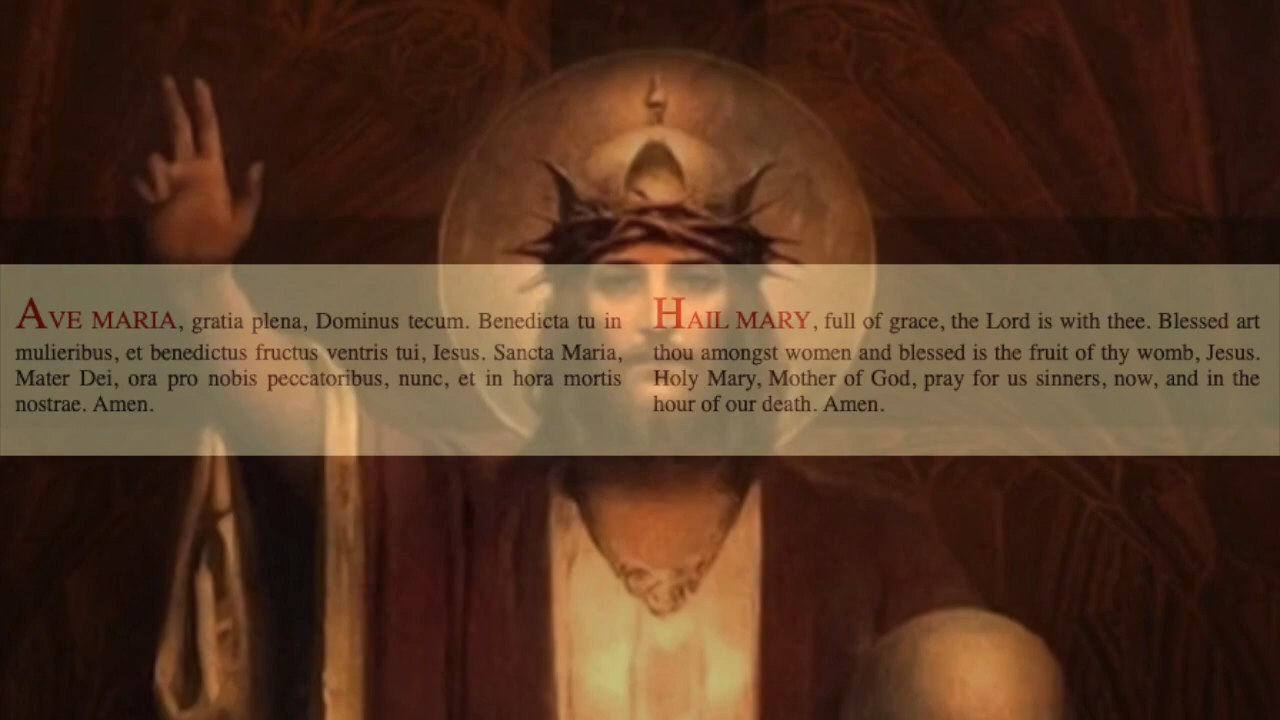 AVE MARIA, gratia plena, Dominus tecum. Benedicta tu in
mulieribus, et benedictus fructus ventris tui, Iesus. Sancta Maria,
Mater Dei, ora pro nobis peccatoribus, nunc, et in hora mortis
nostrae. Amen.
HAIL MARY, full of grace, the Lord is with thee. Blessed art
thou amongst women and blessed is the fruit of thy womb, Jesus.
Holy Mary, Mother of God, pray for us sinners, now, and in the
hour of our death. Amen.